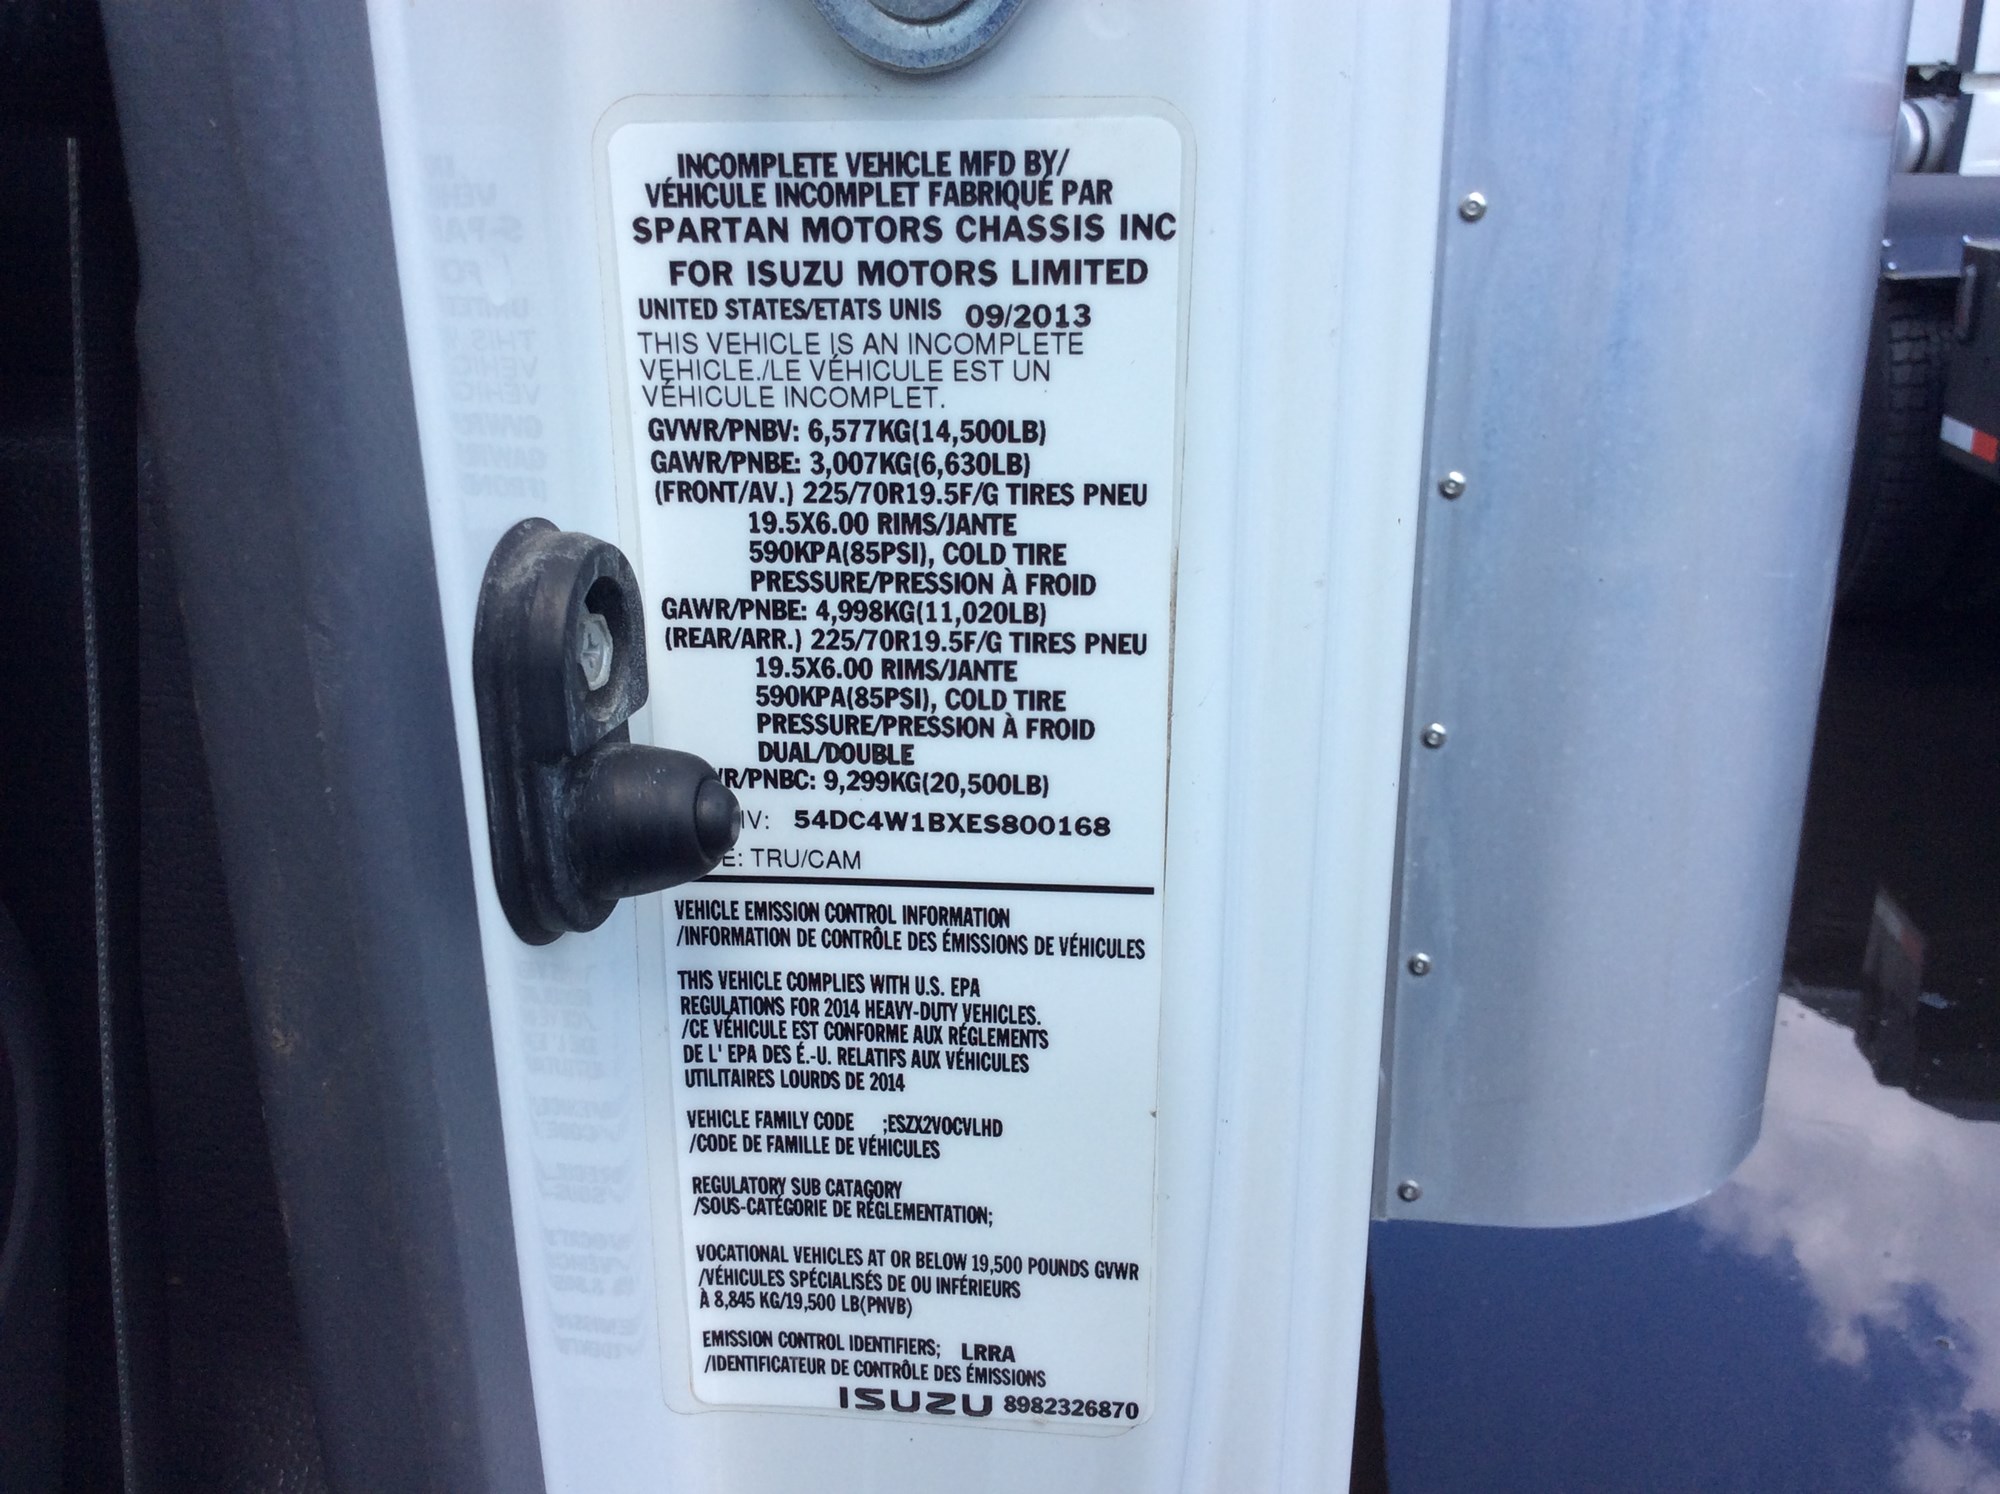 INCOMPLETE VEHICLE MFD BY/
VÉHICULE INCOMPLET FABRIQUÉ PAR
SPARTAN MOTORS CHASSIS INC
FOR ISUZU MOTORS LIMITED
UNITED STATES/ETATS UNIS 09/2013
THIS VEHICLE IS AN INCOMPLETE
VEHICLE./LE VÉHICULE EST UN
VÉHICULE INCOMPLET.
GVWR/PNBV: 6,577KG(14,500LB)
GAWR/PNBE: 3,007KG(6,630LB)
(FRONT/AV.) 225/70R19.5F/G TIRES PNEU
19.5X6.00 RIMS/JANTE
590KPA(85PSI), COLD TIRE
PRESSURE/PRESSION À FROID
GAWR/PNBE: 4,998KG(11,020LB)
(REAR/ARR.) 225/70R19.5F/G TIRES PNEU
19.5X6.00 RIMS/JANTE
590KPA(85PSI), COLD TIRE
PRESSURE/PRESSION À FROID
DUAL/DOUBLE
R/PNBC: 9,299KG(20,500LB)
IV: 54DC4W1BXES800168
E: TRU/CAM
VEHICLE EMISSION CONTROL INFORMATION
/INFORMATION DE CONTRÔLE DES ÉMISSIONS DE VÉHICULES
THIS VEHICLE COMPLIES WITH U.S. EPA
REGULATIONS FOR 2014 HEAVY-DUTY VEHICLES.
/CE VÉHICULE EST CONFORME AUX RÉGLEMENTS
DE L' EPA DES É.-U. RELATIFS AUX VÉHICULES
UTILITAIRES LOURDS DE 2014
VEHICLE FAMILY CODE ;ESZX2VOCVLHD
/CODE DE FAMILLE DE VÉHICULES
REGULATORY SUB CATAGORY
/SOUS-CATÉGORIE DE RÉGLEMENTATION;
VOCATIONAL VEHICLES AT OR BELOW 19,500 POUNDS GVWR
/VÉHICULES SPÉCIALISÉS DE OU INFÉRIEURS
À 8,845 KG/19,500 LB(PNVB)
EMISSION CONTROL IDENTIFIERS; LRRA
/IDENTIFICATEUR DE CONTRÔLE DES ÉMISSIONS
ISUZU 8982326870